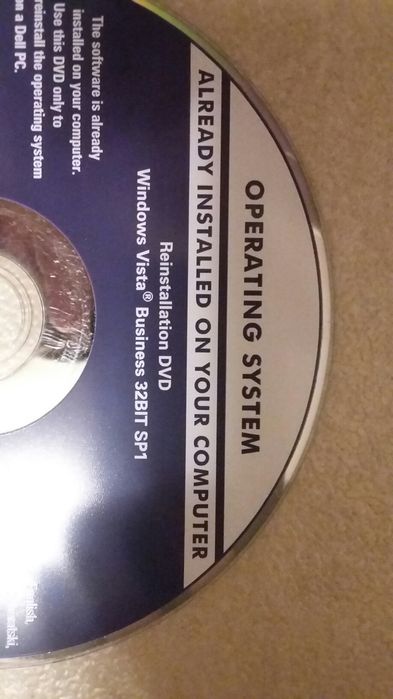 OPERATING SYSTEM
ALREADY INSTALLED ON YOUR COMPUTER
Reinstallation DVD
Windows Vista® Business 32BIT SP1
The software is already
installed on your computer.
Use this DVD only to
reinstall the operating system
on a Dell PC.
English,